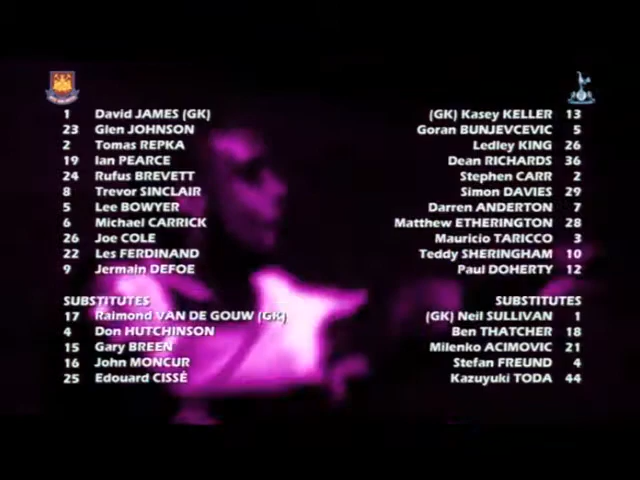 1 David JAMES (GK)
23 Glen JOHNSON
2 Tomas REPKA
19 Ian PEARCE
24 Rufus BREVETT
8 Trevor SINCLAIR
5 Lee BOWYER
6 Michael CARRICK
26 Joe COLE
22 Les FERDINAND
9 Jermain DEFOE
SUBSTITUTES
17 Raimond VAN DE GOUW (GK)
4 Don HUTCHINSON
15 Gary BREEN
16 John MONCUR
25 Edouard CISSÉ
(GK) Kasey KELLER 13
Goran BUNJEVCEVIC 5
Ledley KING 26
Dean RICHARDS 36
Stephen CARR 2
Simon DAVIES 29
Darren ANDERTON 7
Matthew ETHERINGTON 28
Mauricio TARICCO 3
Teddy SHERINGHAM 10
Paul DOHERTY 12
SUBSTITUTES
(GK) Neil SULLIVAN 1
Ben THATCHER 18
Milenko ACIMOVIC 21
Stefan FREUND 4
Kazuyuki TODA 44